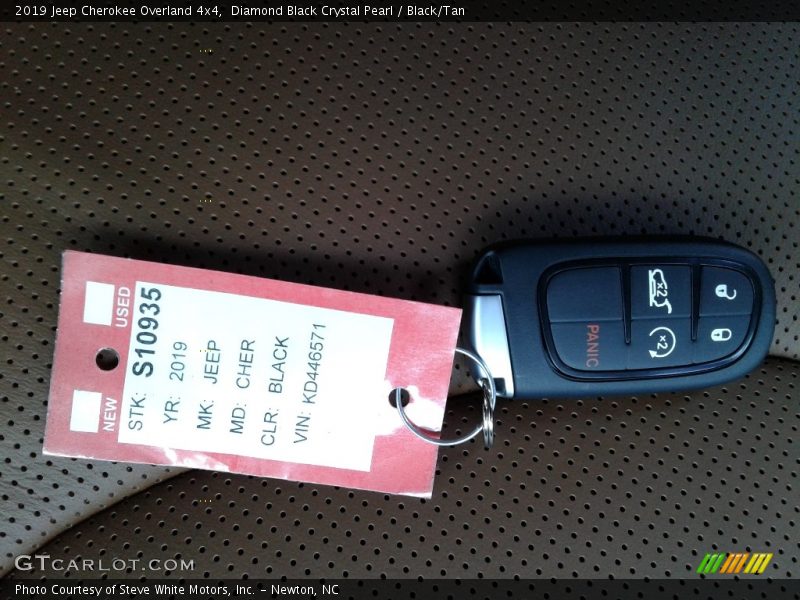 2019 Jeep Cherokee Overland 4x4,  Diamond Black Crystal Pearl / Black/Tan
USED
NEW
STK: S10935
YR: 2019
MK: JEEP
MD: CHER
CLR: BLACK
VIN: KD446571
x2
x2
PANIC
GTCARLOT.COM
Photo Courtesy of Steve White Motors, Inc. – Newton, NC